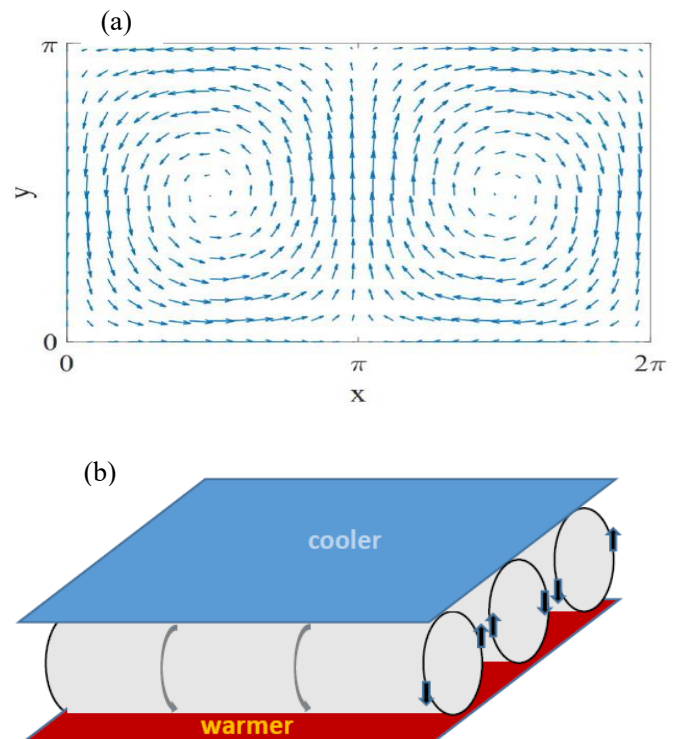 (a)
π
y
0
0 π 2π
x
(b)
cooler
warmer